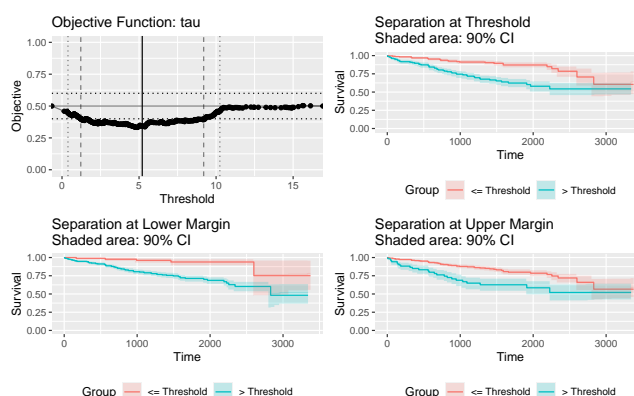 Objective Function: tau
1.00
0.75
0.50
0.25
0.00
Objective
0
5
10
15
Threshold
Separation at Threshold
Shaded area: 90% CI
1.00
0.75
0.50
0.25
0.00
Survival
0
1000
2000
3000
Time
Group
<= Threshold
> Threshold
Separation at Lower Margin
Shaded area: 90% CI
1.00
0.75
0.50
0.25
0.00
Survival
0
1000
2000
3000
Time
Group
<= Threshold
> Threshold
Separation at Upper Margin
Shaded area: 90% CI
1.00
0.75
0.50
0.25
0.00
Survival
0
1000
2000
3000
Time
Group
<= Threshold
> Threshold